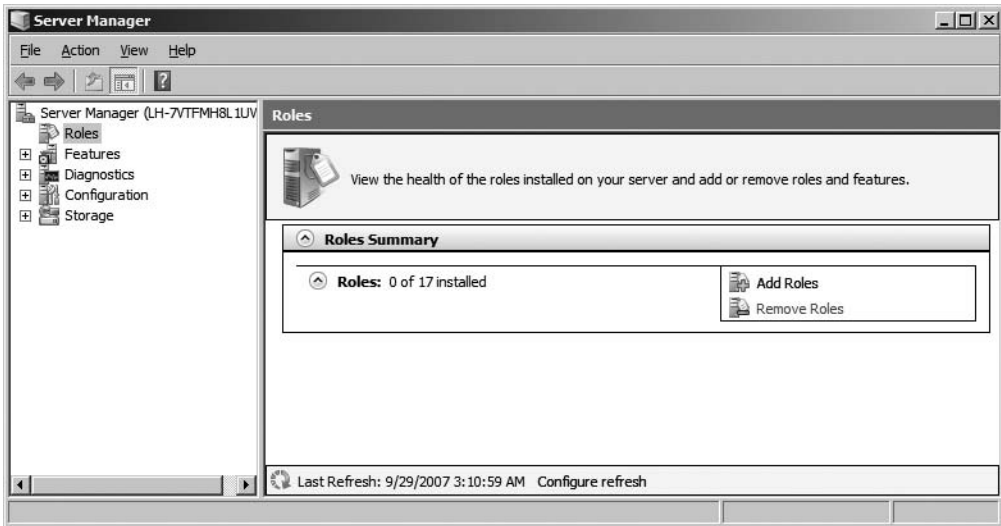 Server Manager
File Action View Help
Server Manager (LH-7VTFMH8L1UV
Roles
Features
Diagnostics
Configuration
Storage
Roles
View the health of the roles installed on your server and add or remove roles and features.
Roles Summary
Roles: 0 of 17 installed
Add Roles
Remove Roles
Last Refresh: 9/29/2007 3:10:59 AM Configure refresh